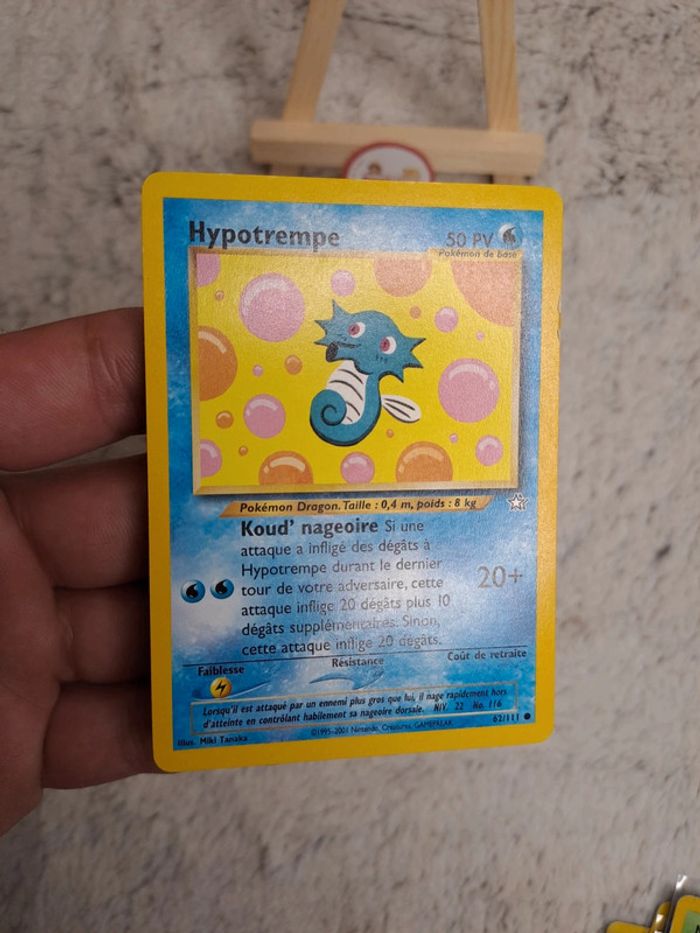 Hypotrempe
50 PV
Pokémon de base
Pokémon Dragon. Taille : 0,4 m, poids : 8 kg
Koud' nageoire Si une
attaque a infligé des dégâts à
Hypotrempe durant le dernier
tour de votre adversaire, cette
attaque inflige 20 dégâts plus 10
dégâts supplémentaires. Sinon,
cette attaque inflige 20 dégâts.
20+
Faiblesse
Résistance
Coût de retraite
Lorsqu'il est attaqué par un ennemi plus gros que lui, il nage rapidement hors
d'atteinte en contrôlant habilement sa nageoire dorsale. NIV. 22 No. 116
Illus. Miki Tanaka
©1995-2001 Nintendo, Creatures, GAMEFREAK.
62/111